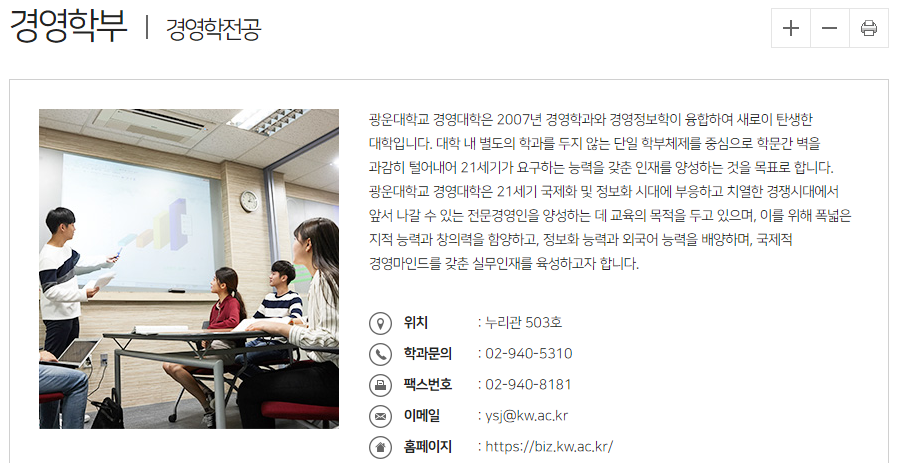 경영학부 | 경영학전공
광운대학교 경영대학은 2007년 경영학과와 경영정보학이 융합하여 새로이 탄생한
대학입니다. 대학 내 별도의 학과를 두지 않는 단일 학부체제를 중심으로 학문간 벽을
과감히 털어내어 21세기가 요구하는 능력을 갖춘 인재를 양성하는 것을 목표로 합니다.
광운대학교 경영대학은 21세기 국제화 및 정보화 시대에 부응하고 치열한 경쟁시대에서
앞서 나갈 수 있는 전문경영인을 양성하는 데 교육의 목적을 두고 있으며, 이를 위해 폭넓은
지적 능력과 창의력을 함양하고, 정보화 능력과 외국어 능력을 배양하며, 국제적
경영마인드를 갖춘 실무인재를 육성하고자 합니다.
위치 : 누리관 503호
학과문의 : 02-940-5310
팩스번호 : 02-940-8181
이메일 : ysj@kw.ac.kr
홈페이지 : https://biz.kw.ac.kr/